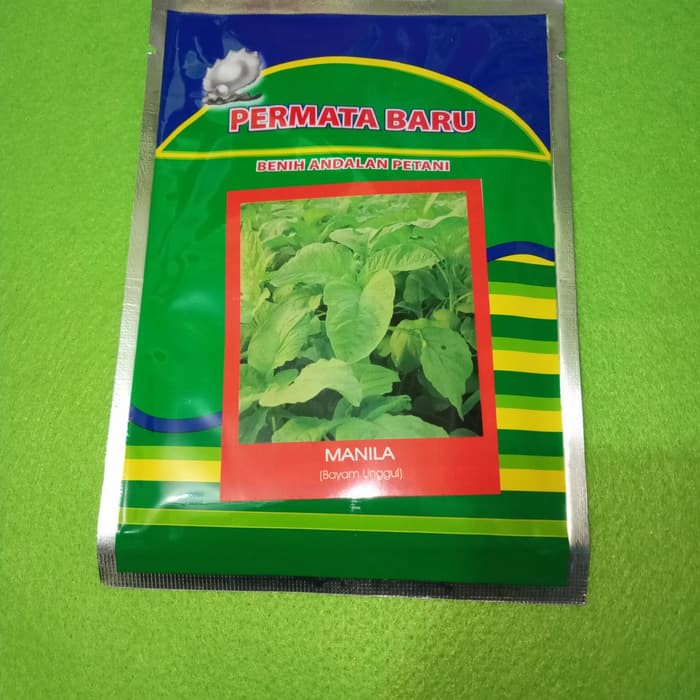 PERMATA BARU
BENIH ANDALAN PETANI
MANILA
(Bayam Unggul)